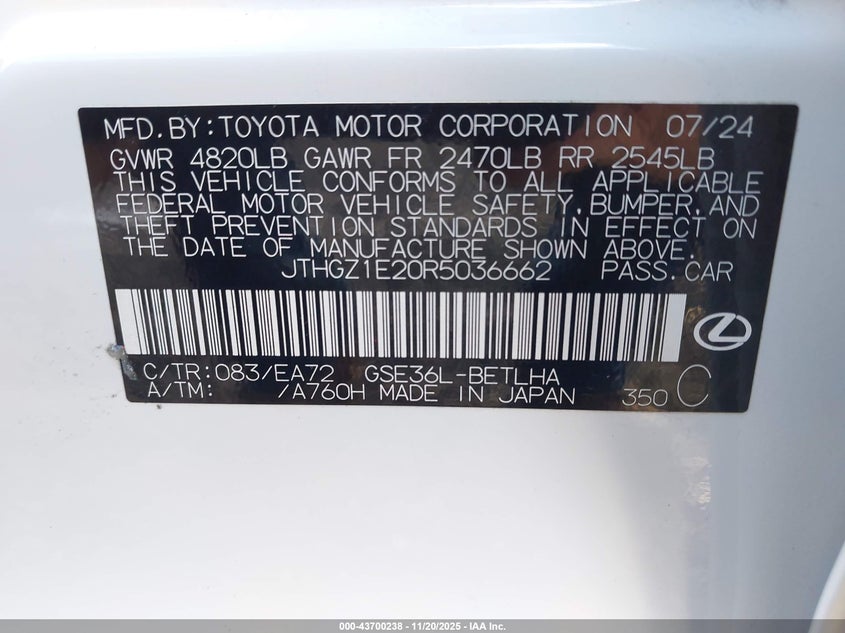 MFD.BY:TOYOTA MOTOR CORPORATION 07/24
GVWR 4820LB GAWR FR 2470LB RR 2545LB
THIS VEHICLE CONFORMS TO ALL APPLICABLE
FEDERAL MOTOR VEHICLE SAFETY,BUMPER,AND
THEFT PREVENTION STANDARDS IN EFFECT ON
THE DATE OF MANUFACTURE SHOWN ABOVE.
JTHGZ1E20R5036662 PASS.CAR
C/TR:083/EA72 GSE36L-BETLHA
A/TM: /A760H MADE IN JAPAN 350 C
000-43700238 - 11/20/2025 - IAA Inc.